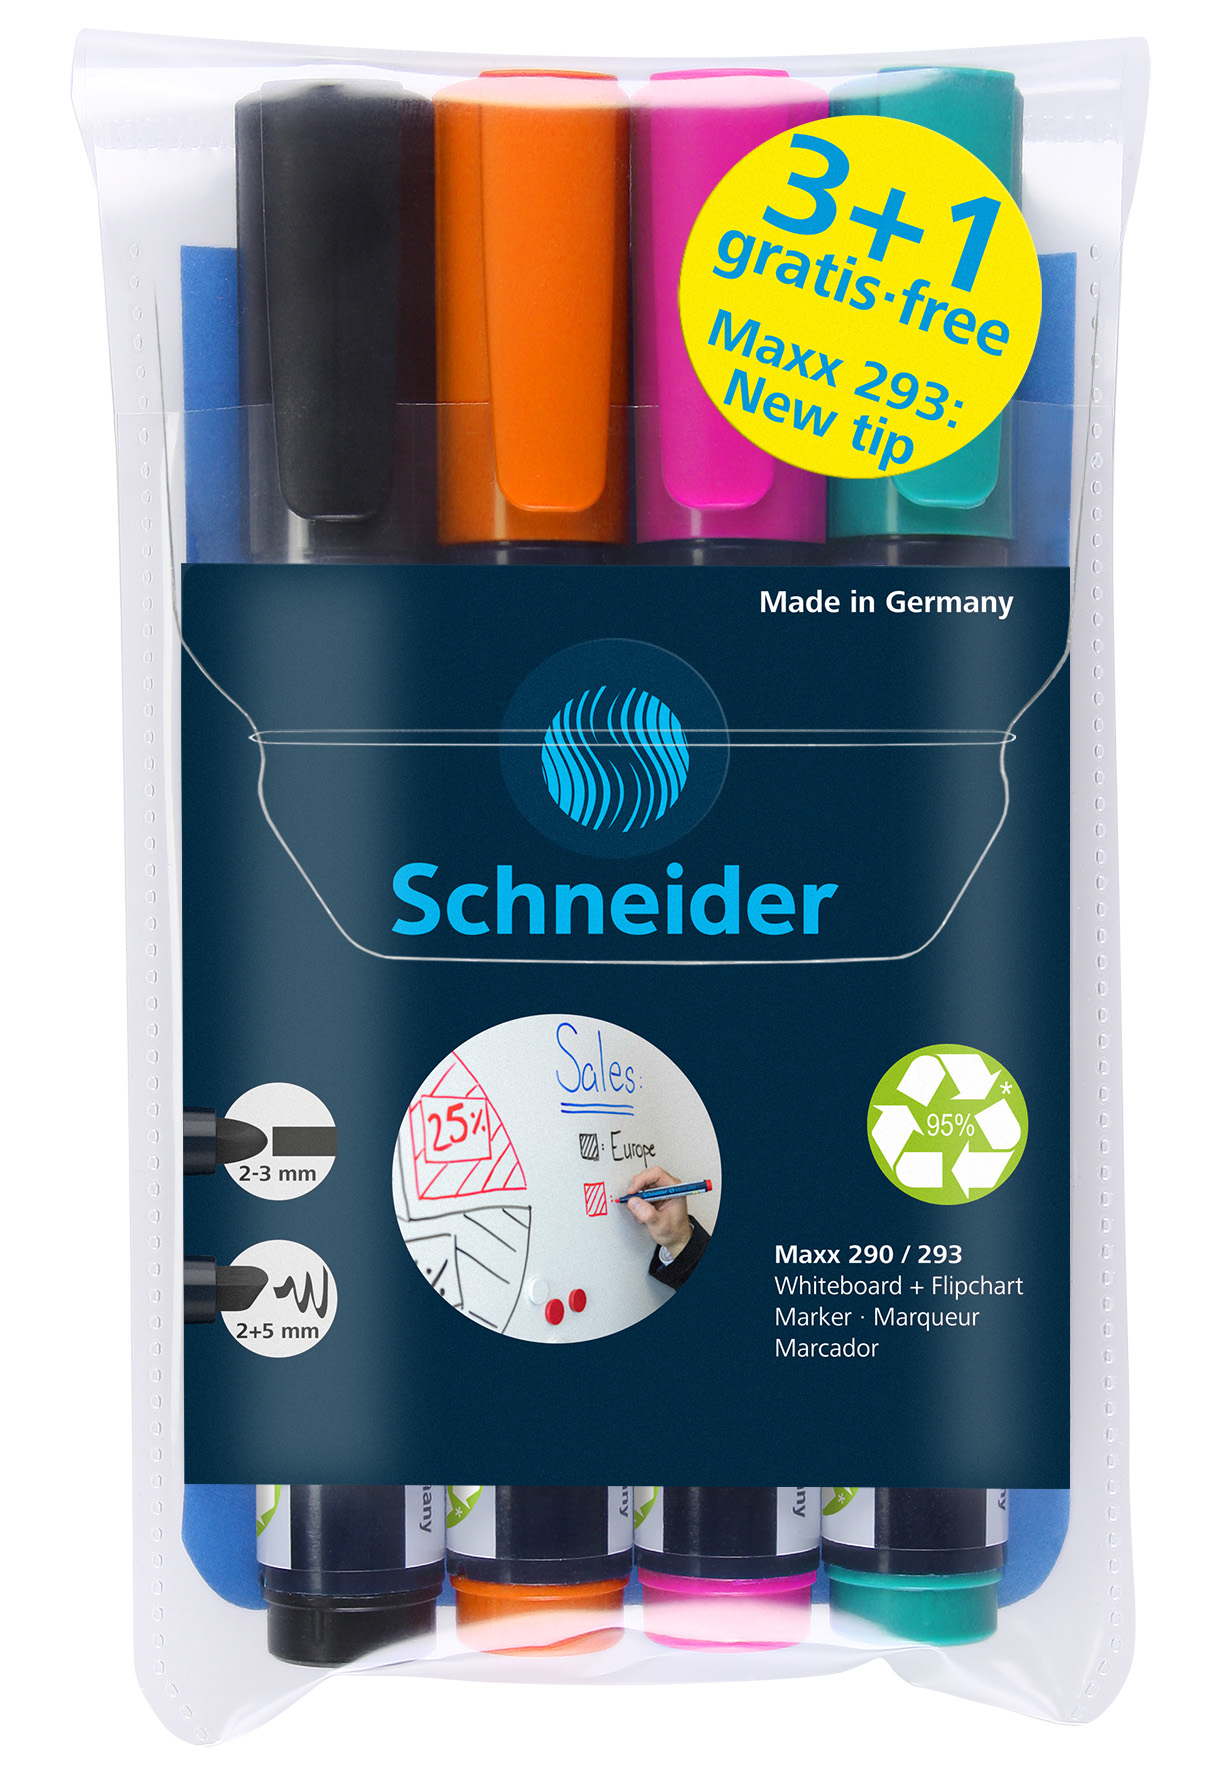 3+1
gratis·free
Maxx 293:
New tip
Made in Germany
Schneider
Sales:
25%
: Europe
:
Schneider
*
95%
2-3 mm
2+5 mm
Maxx 290 / 293
Whiteboard + Flipchart
Marker · Marqueur
Marcador
*
*
*